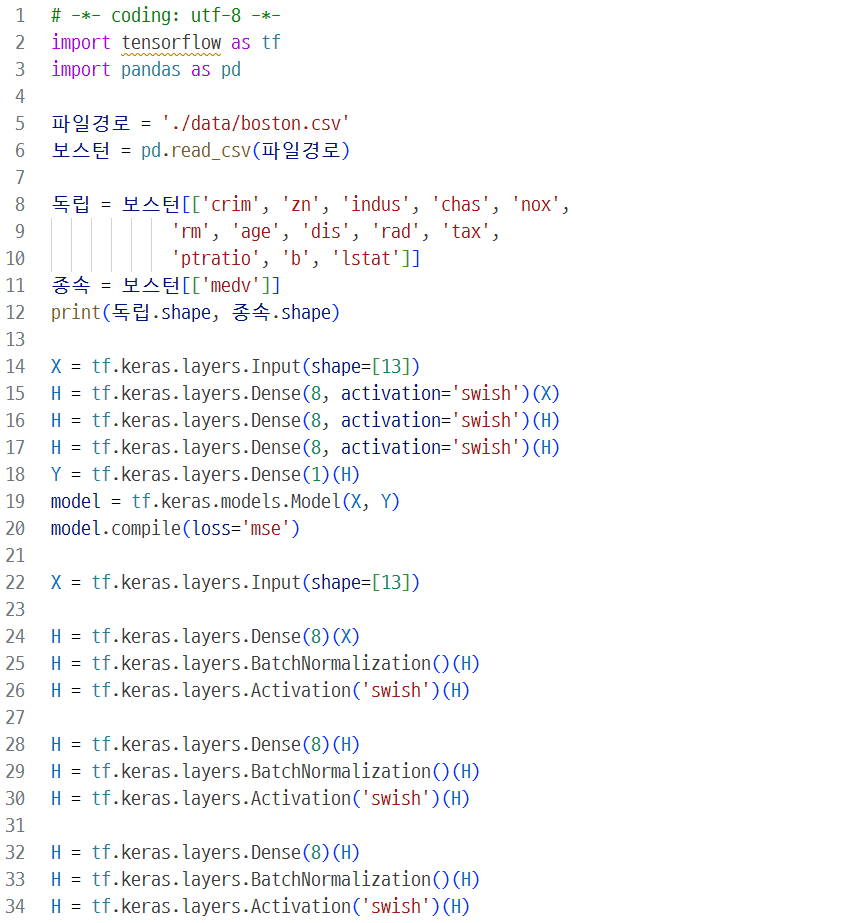 1 # -*- coding: utf-8 -*-
2 import tensorflow as tf
3 import pandas as pd
4
5 파일경로 = './data/boston.csv'
6 보스턴 = pd.read_csv(파일경로)
7
8 독립 = 보스턴[['crim', 'zn', 'indus', 'chas', 'nox',
9             'rm', 'age', 'dis', 'rad', 'tax',
10             'ptratio', 'b', 'lstat']]
11 종속 = 보스턴[['medv']]
12 print(독립.shape, 종속.shape)
13
14 X = tf.keras.layers.Input(shape=[13])
15 H = tf.keras.layers.Dense(8, activation='swish')(X)
16 H = tf.keras.layers.Dense(8, activation='swish')(H)
17 H = tf.keras.layers.Dense(8, activation='swish')(H)
18 Y = tf.keras.layers.Dense(1)(H)
19 model = tf.keras.models.Model(X, Y)
20 model.compile(loss='mse')
21
22 X = tf.keras.layers.Input(shape=[13])
23
24 H = tf.keras.layers.Dense(8)(X)
25 H = tf.keras.layers.BatchNormalization()(H)
26 H = tf.keras.layers.Activation('swish')(H)
27
28 H = tf.keras.layers.Dense(8)(H)
29 H = tf.keras.layers.BatchNormalization()(H)
30 H = tf.keras.layers.Activation('swish')(H)
31
32 H = tf.keras.layers.Dense(8)(H)
33 H = tf.keras.layers.BatchNormalization()(H)
34 H = tf.keras.layers.Activation('swish')(H)